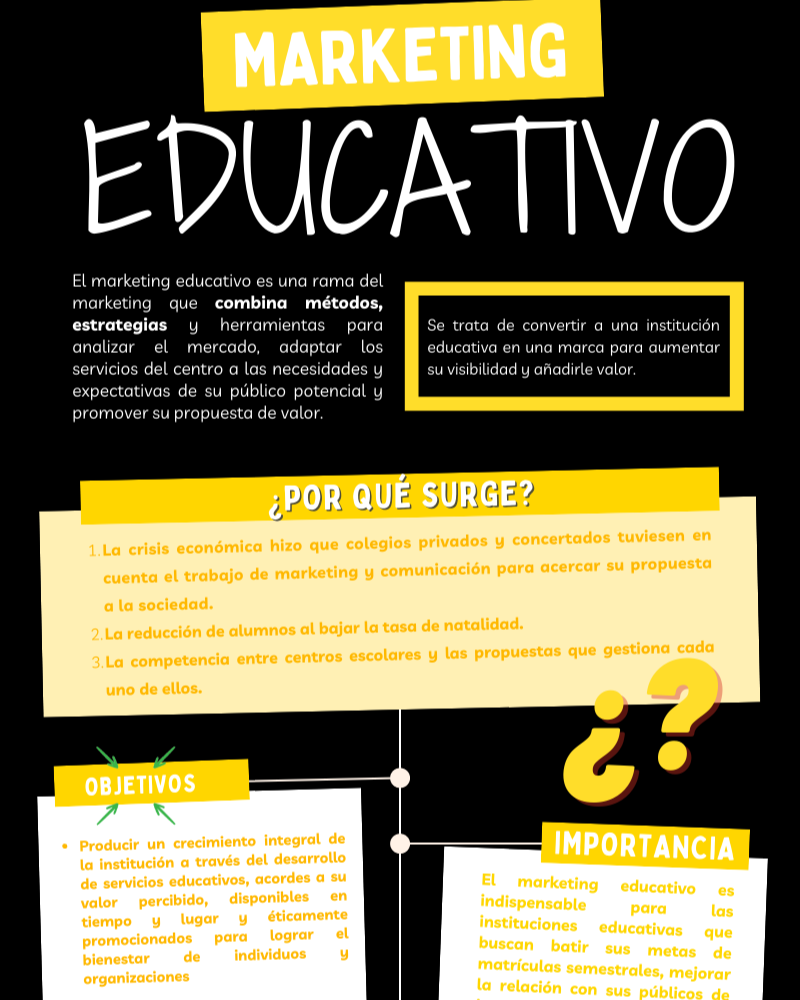 MARKETING
EDUCATIVO
El marketing educativo es una rama del
marketing que combina métodos,
estrategias y herramientas para
analizar el mercado, adaptar los
servicios del centro a las necesidades y
expectativas de su público potencial y
promover su propuesta de valor.
Se trata de convertir a una institución
educativa en una marca para aumentar
su visibilidad y añadirle valor.
¿POR QUÉ SURGE?
1. La crisis económica hizo que colegios privados y concertados tuviesen en
cuenta el trabajo de marketing y comunicación para acercar su propuesta
a la sociedad.
2. La reducción de alumnos al bajar la tasa de natalidad.
3. La competencia entre centros escolares y las propuestas que gestiona cada
uno de ellos.
¿?
OBJETIVOS
• Producir un crecimiento integral de
la institución a través del desarrollo
de servicios educativos, acordes a su
valor percibido, disponibles en
tiempo y lugar y éticamente
promocionados para lograr el
bienestar de individuos y
organizaciones
IMPORTANCIA
El marketing educativo es
indispensable para las
instituciones educativas que
buscan batir sus metas de
matrículas semestrales, mejorar
la relación con sus públicos de